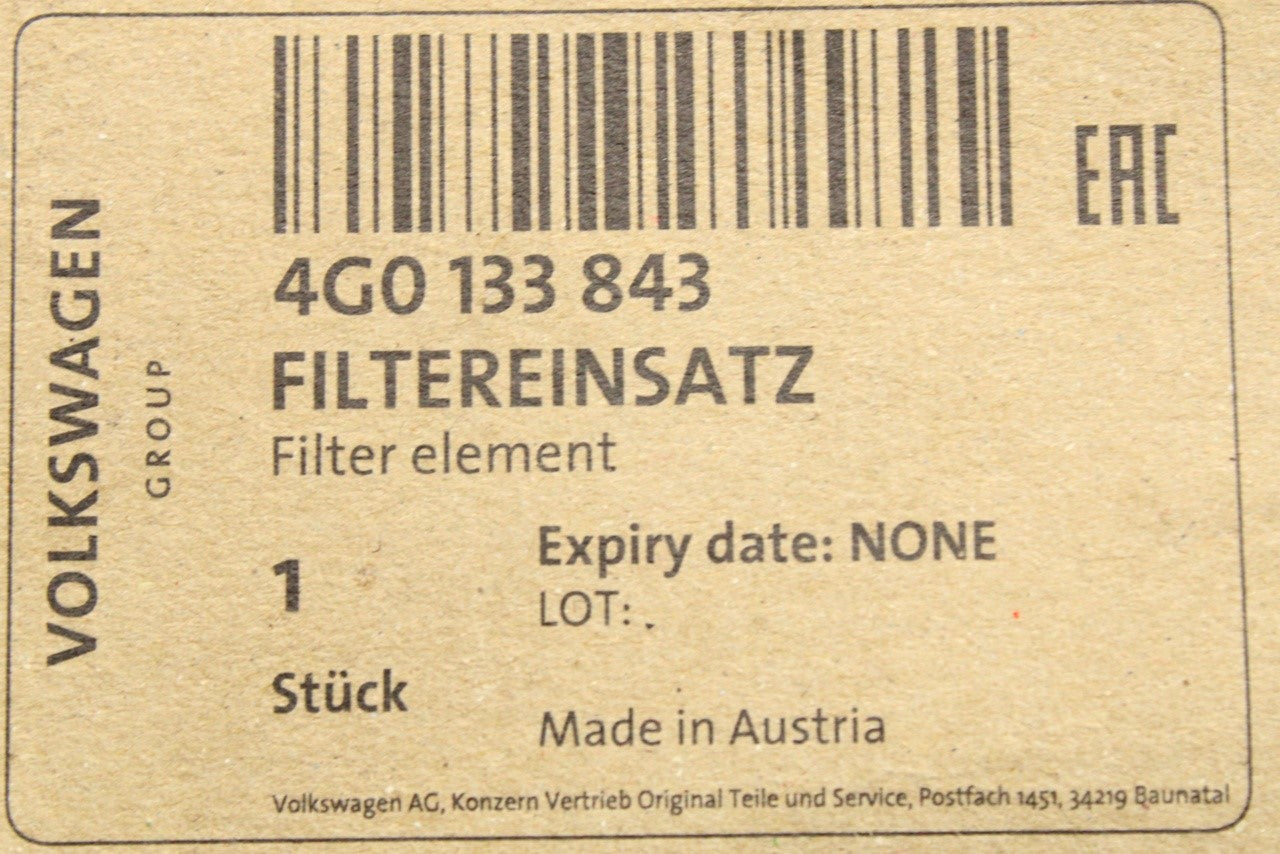 VOLKSWAGEN
GROUP
EAC
4G0 133 843
FILTEREINSATZ
Filter element
1
Stück
Expiry date: NONE
LOT: .
Made in Austria
Volkswagen AG, Konzern Vertrieb Original Teile und Service, Postfach 1451, 34219 Baunatal